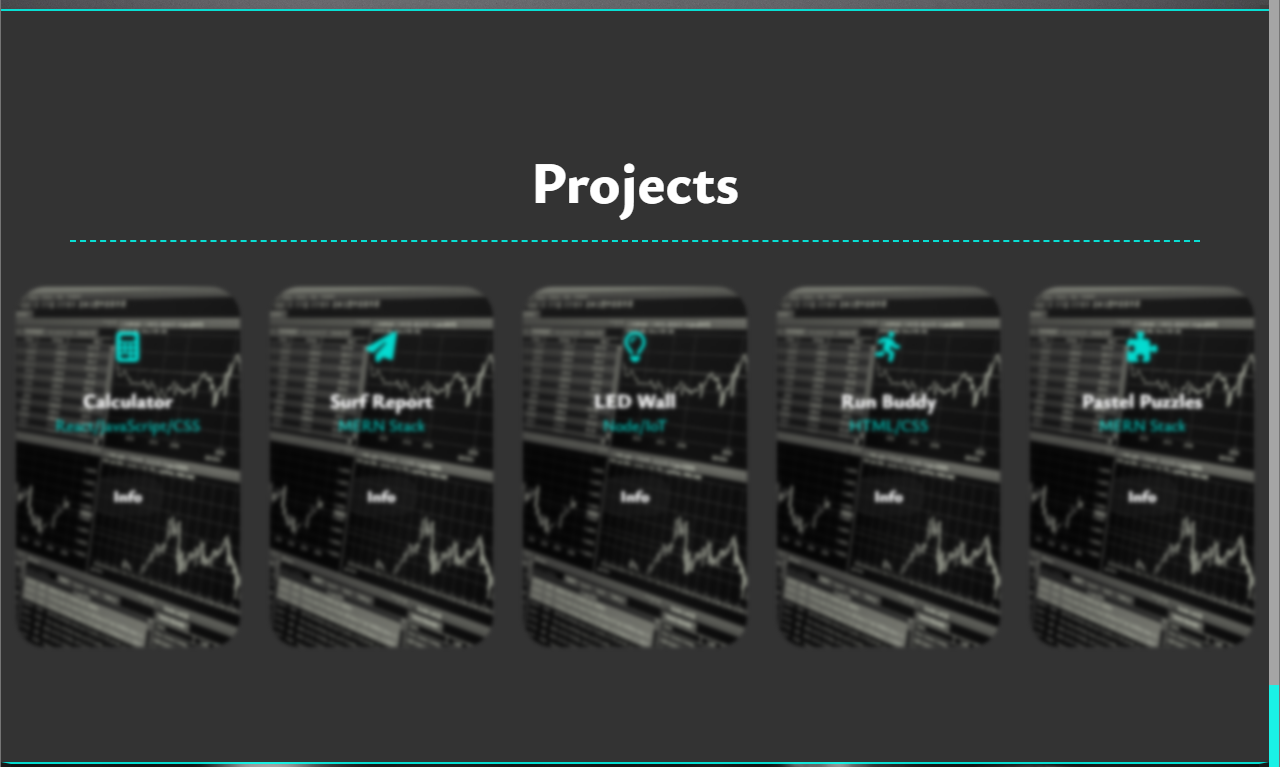 Projects
Calculator
React/JavaScript/CSS
Info
Surf Report
MERN Stack
Info
LED Wall
Node/IoT
Info
Run Buddy
HTML/CSS
Info
Pastel Puzzles
MERN Stack
Info